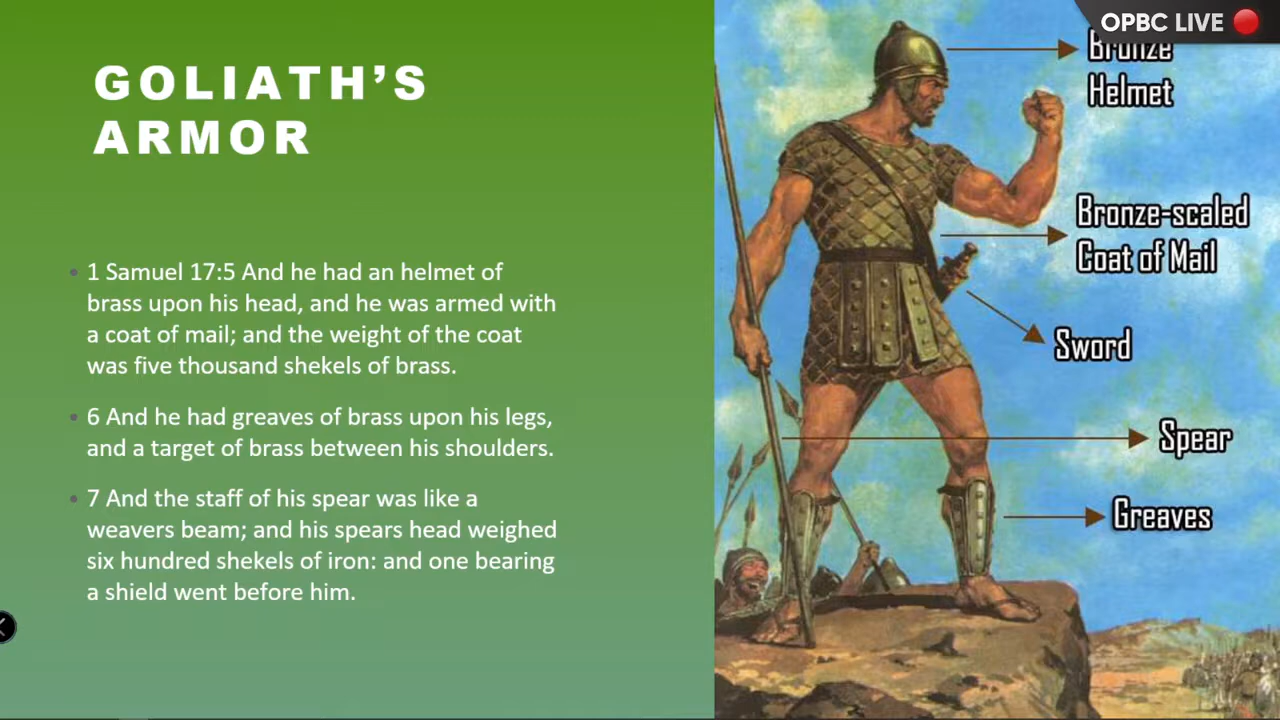 GOLIATH'S
ARMOR
• 1 Samuel 17:5 And he had an helmet of
brass upon his head, and he was armed with
a coat of mail; and the weight of the coat
was five thousand shekels of brass.
• 6 And he had greaves of brass upon his legs,
and a target of brass between his shoulders.
• 7 And the staff of his spear was like a
weavers beam; and his spears head weighed
six hundred shekels of iron: and one bearing
a shield went before him.
OPBC LIVE
Bronze
Helmet
Bronze-scaled
Coat of Mail
Sword
Spear
Greaves